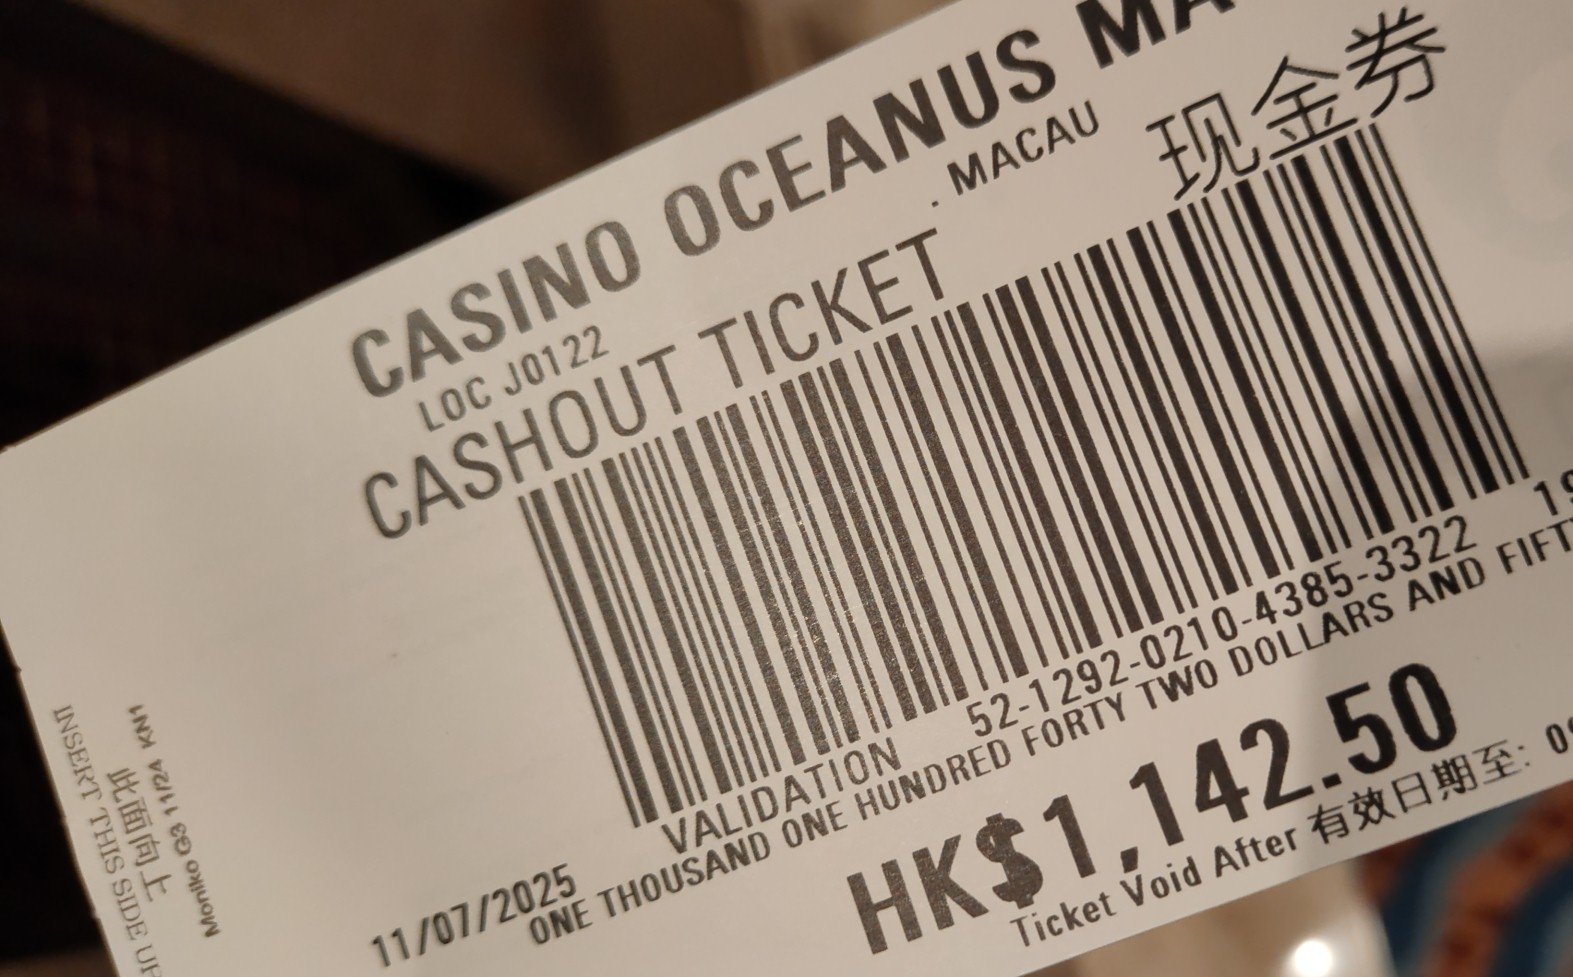 CASINO OCEANUS MA
LOC J0122 . MACAU
CASHOUT TICKET 现金券
VALIDATION 52-1292-0210-4385-3322
11/07/2025
ONE THOUSAND ONE HUNDRED FORTY TWO DOLLARS AND FIFTY
HK$1,142.50
Ticket Void After 有效日期至:
INSERT THIS SIDE UP
此面向上
Moniko G3 11/24 KN1